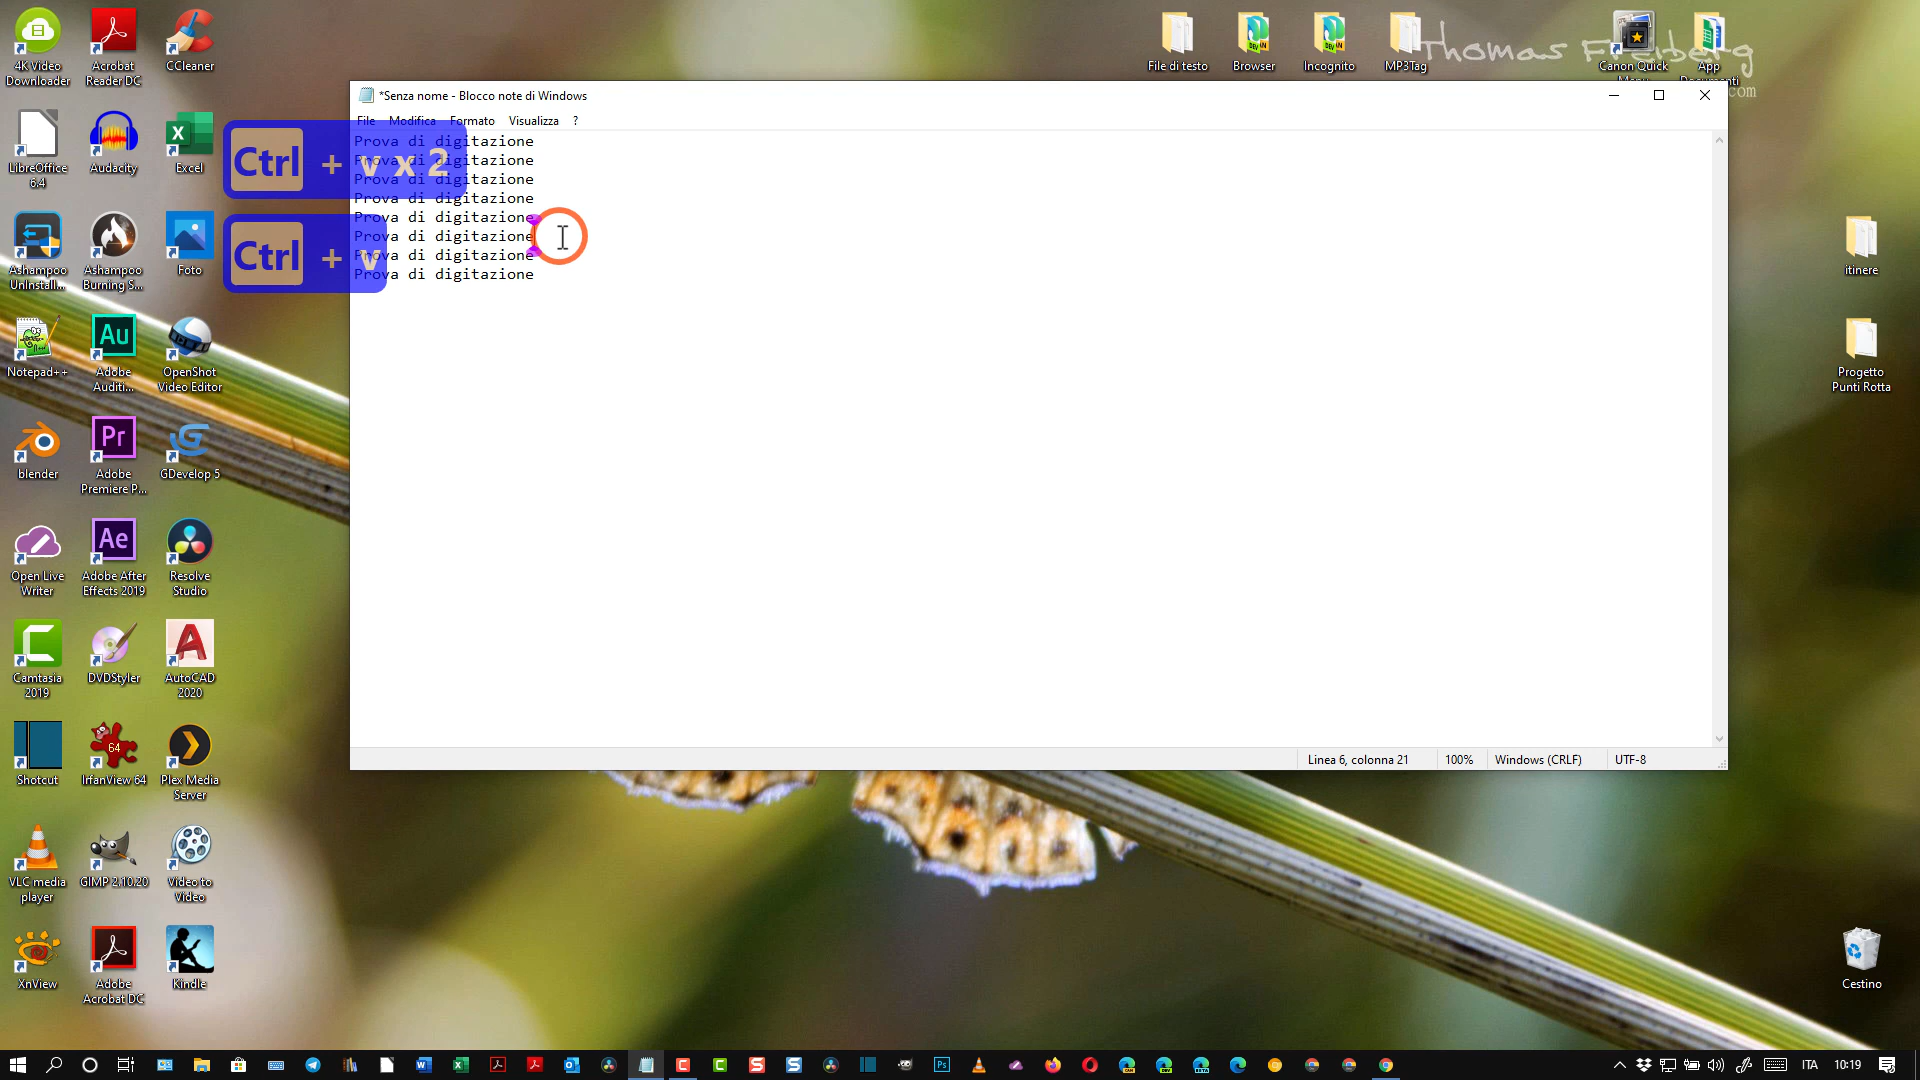 4K Video
Downloader
Acrobat
Reader DC
CCleaner
File di testo
Browser
Incognito
MP3Tag
Thomas Freiberg
Canon Quick
App
.com
*Senza nome - Blocco note di Windows
File Modifica Formato Visualizza ?
Prova di digitazione
Prova di digitazione
Prova di digitazione
Prova di digitazione
Prova di digitazione
Prova di digitazione
Prova di digitazione
Prova di digitazione
Ctrl + v x 2
Ctrl + v
LibreOffice
6.4
Audacity
Excel
Ashampoo
UnInstall...
Ashampoo
Burning S...
Foto
Notepad++
Au
Adobe
Auditi...
OpenShot
Video Editor
blender
Pr
Adobe
Premiere P...
GDevelop 5
Open Live
Writer
Ae
Adobe After
Effects 2019
Resolve
Studio
Camtasia
2019
DVDStyler
AutoCAD
2020
Shotcut
64
IrfanView 64
Plex Media
Server
VLC media
player
GIMP 2.10.20
Video to
Video
XnView
Adobe
Acrobat DC
Kindle
itinere
Progetto
Punti Rotta
Cestino
Linea 6, colonna 21
100%
Windows (CRLF)
UTF-8
ITA
10:19